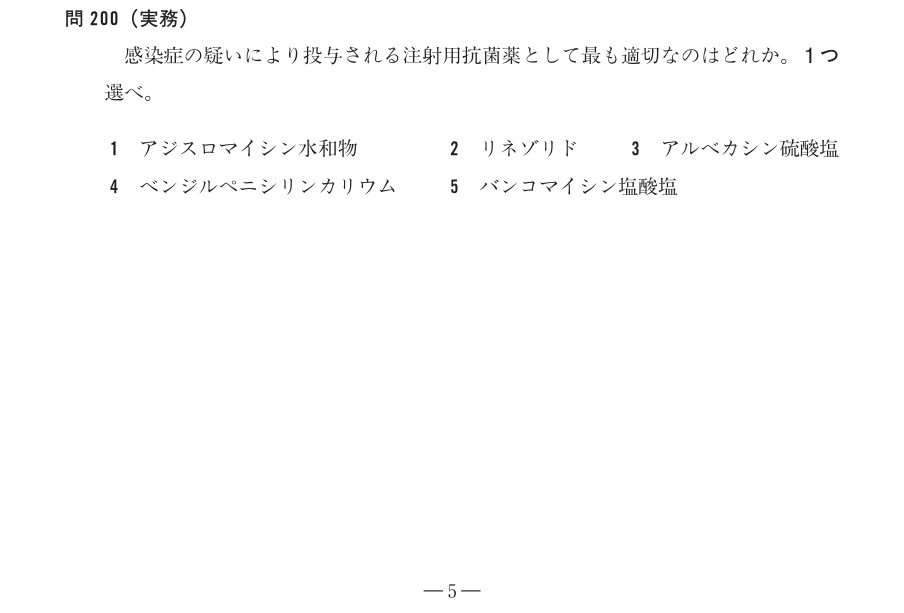 問 200（実務）
感染症の疑いにより投与される注射用抗菌薬として最も適切なのはどれか。１つ
選べ。
1 アジスロマイシン水和物 2 リネゾリド 3 アルベカシン硫酸塩
4 ベンジルペニシリンカリウム 5 バンコマイシン塩酸塩
― 5 ―